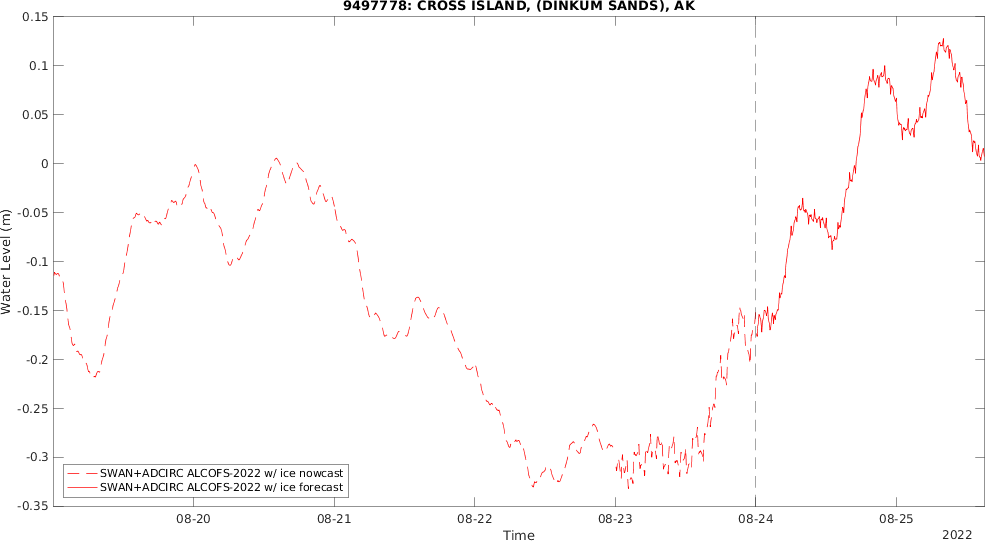 9497778: CROSS ISLAND, (DINKUM SANDS), AK
0.15
0.1
0.05
0
-0.05
-0.1
-0.15
-0.2
-0.25
-0.3
-0.35
Water Level (m)
SWAN+ADCIRC ALCOFS-2022 w/ ice nowcast
SWAN+ADCIRC ALCOFS-2022 w/ ice forecast
08-20 08-21 08-22 08-23 08-24 08-25
Time
2022